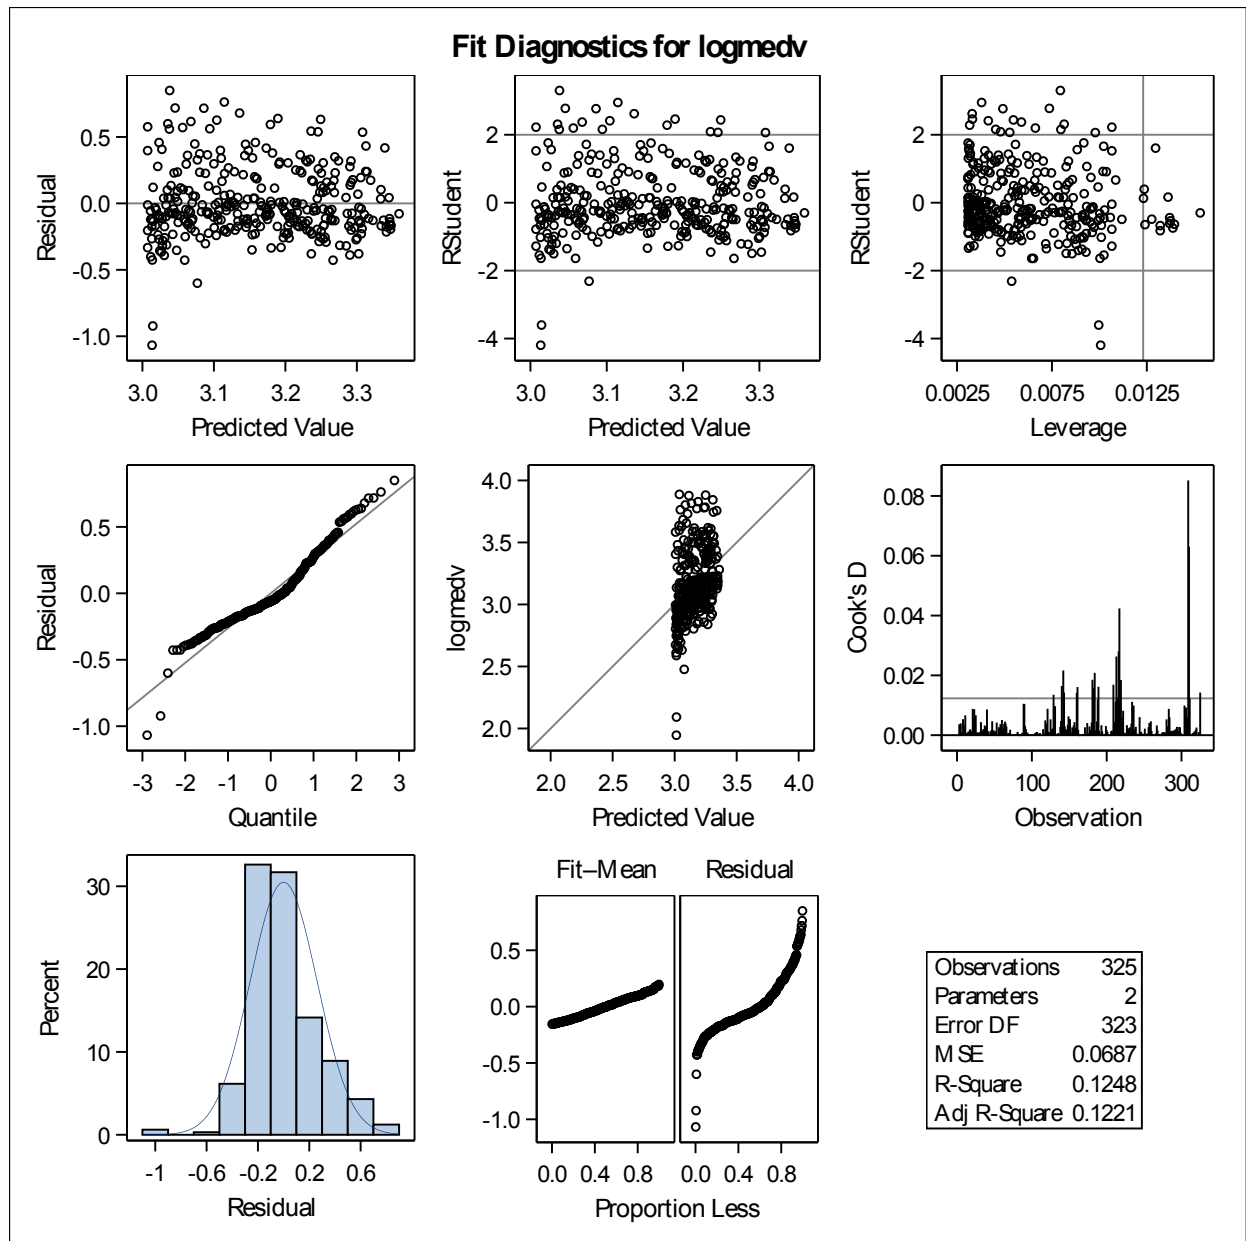 Fit Diagnostics for logmedv
Residual
0.5
0.0
-0.5
-1.0
3.0 3.1 3.2 3.3
Predicted Value
RStudent
2
0
-2
-4
3.0 3.1 3.2 3.3
Predicted Value
RStudent
2
0
-2
-4
0.0025 0.0075 0.0125
Leverage
Residual
0.5
0.0
-0.5
-1.0
-3 -2 -1 0 1 2 3
Quantile
logmedv
4.0
3.5
3.0
2.5
2.0
2.0 2.5 3.0 3.5 4.0
Predicted Value
Cook's D
0.08
0.06
0.04
0.02
0.00
0 100 200 300
Observation
Percent
30
20
10
0
-1 -0.6 -0.2 0.2 0.6
Residual
Fit–Mean Residual
0.5
0.0
-0.5
-1.0
0.0 0.4 0.8 0.0 0.4 0.8
Proportion Less
Observations 325
Parameters 2
Error DF 323
MSE 0.0687
R-Square 0.1248
Adj R-Square 0.1221